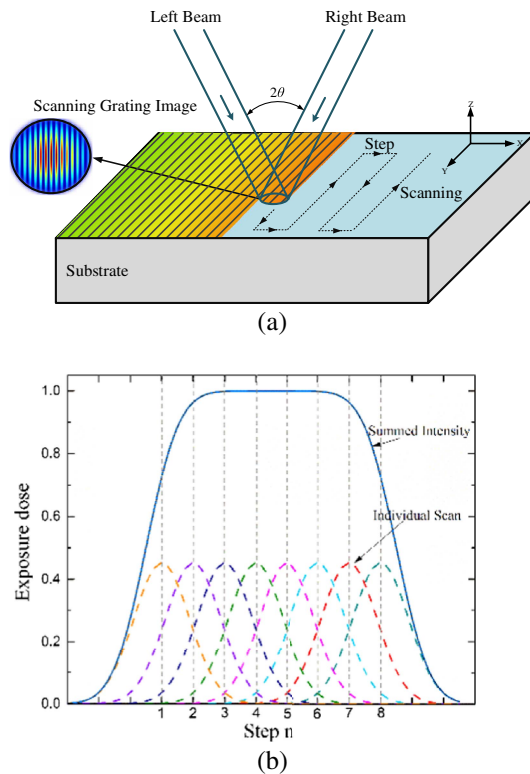 Left Beam
Right Beam
2θ
Scanning Grating Image
Z
X
Y
Step
Scanning
Substrate
(a)
1.0
0.8
0.6
0.4
0.2
0.0
Exposure dose
Summed Intensity
Individual Scan
1 2 3 4 5 6 7 8
Step n
(b)